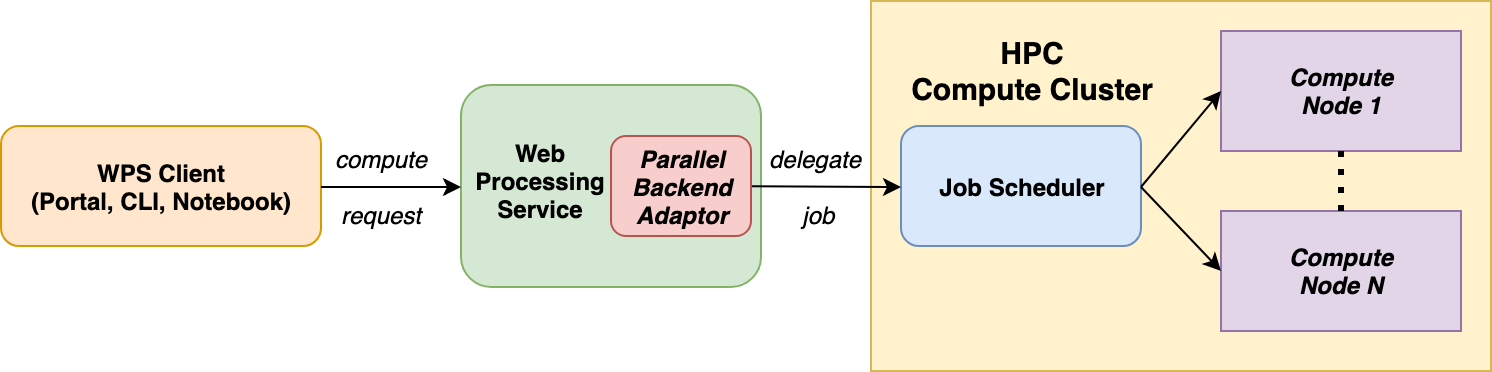 WPS Client
(Portal, CLI, Notebook)
compute
request
Web
Processing
Service
Parallel
Backend
Adaptor
delegate
job
HPC
Compute Cluster
Job Scheduler
Compute
Node 1
Compute
Node N